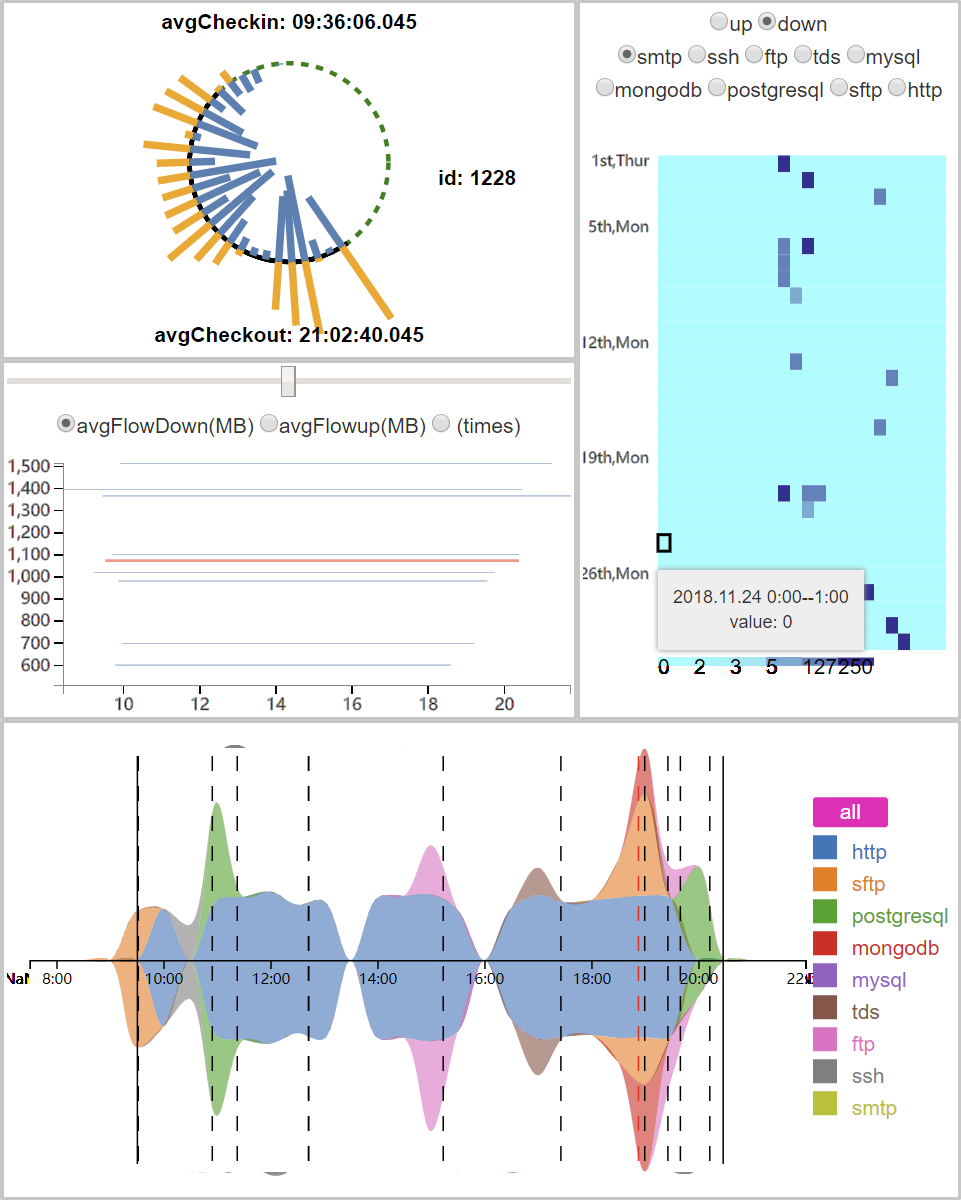 avgCheckin: 09:36:06.045
id: 1228
avgCheckout: 21:02:40.045
up down
smtp ssh ftp tds mysql
mongodb postgresql sftp http
1st,Thur
5th,Mon
12th,Mon
19th,Mon
26th,Mon
2018.11.24 0:00--1:00
value: 0
0 2 3 5 127250
avgFlowDown(MB) avgFlowup(MB) (times)
1,500
1,400
1,300
1,200
1,100
1,000
900
800
700
600
10 12 14 16 18 20
all
http
sftp
postgresql
mongodb
mysql
tds
ftp
ssh
smtp
8:00 10:00 12:00 14:00 16:00 18:00 20:00